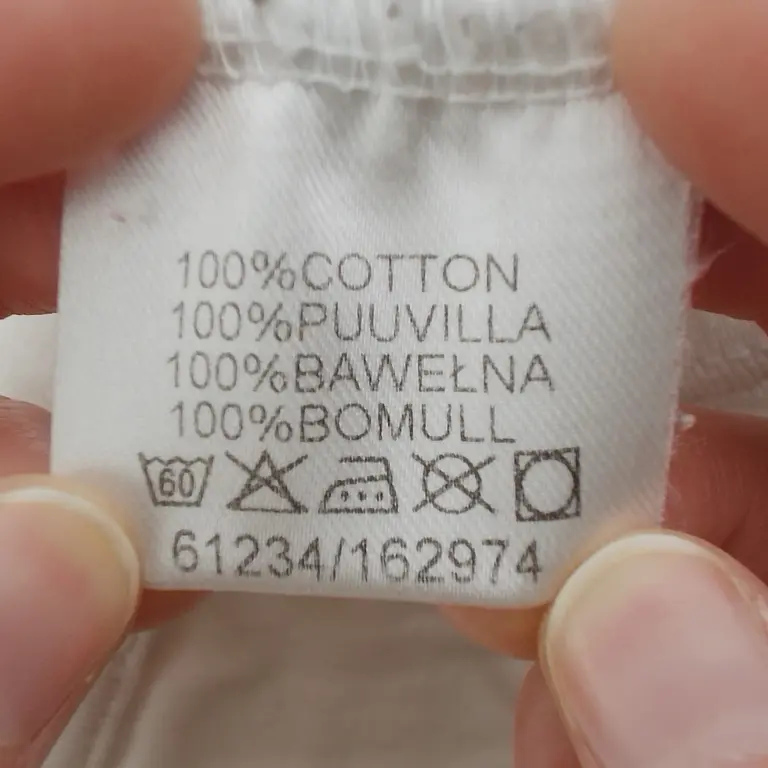 100%COTTON
100%PUUVILLA
100%BAWEŁNA
100%BOMULL
60
61234/162974